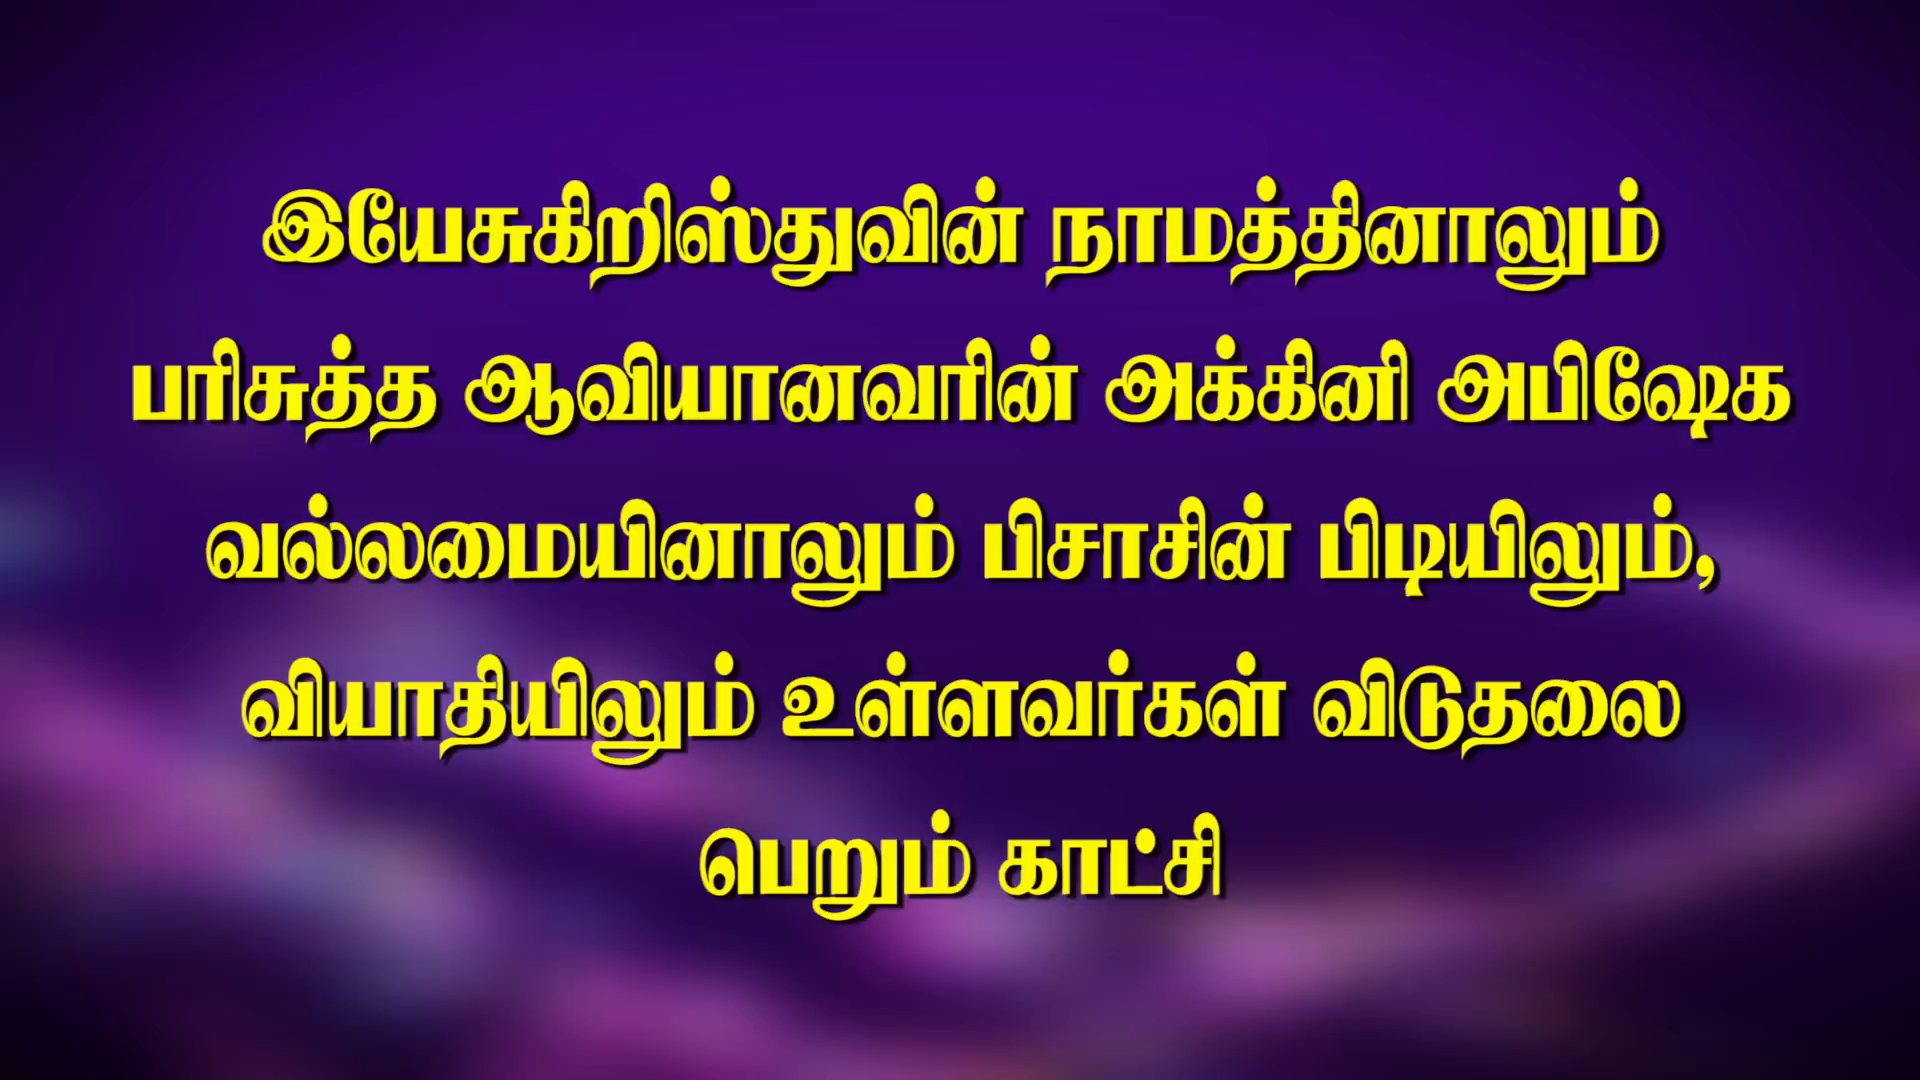 இயேசுகிறிஸ்துவின் நாமத்தினாலும்
பரிசுத்த ஆவியானவரின் அக்கினி அபிஷேக
வல்லமையினாலும் பிசாசின் பிடியிலும்,
வியாதியிலும் உள்ளவர்கள் விடுதலை
பெறும் காட்சி